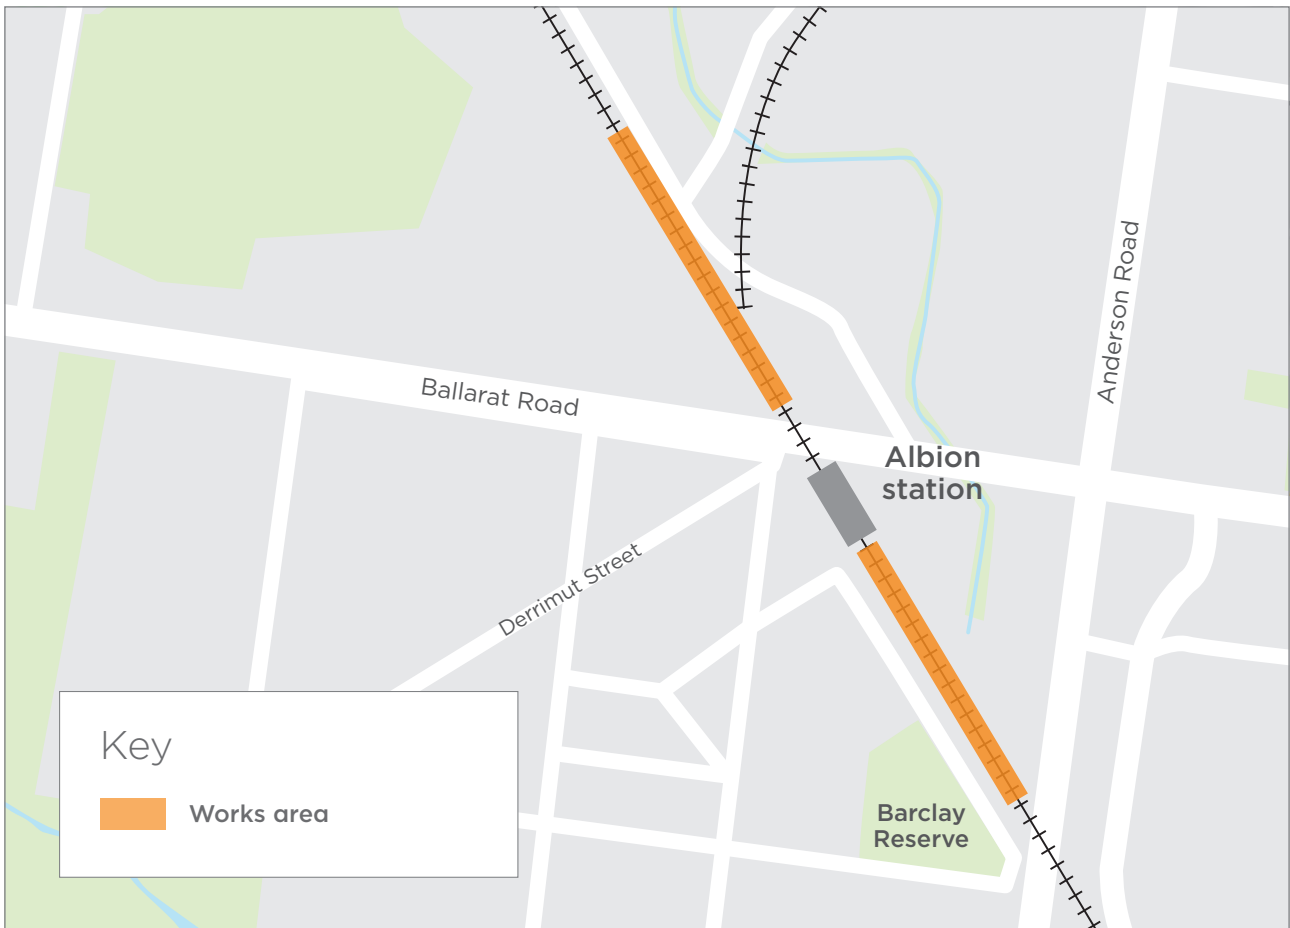 Anderson Road
Ballarat Road
Albion
station
Derrimut Street
Key
Works area
Barclay
Reserve